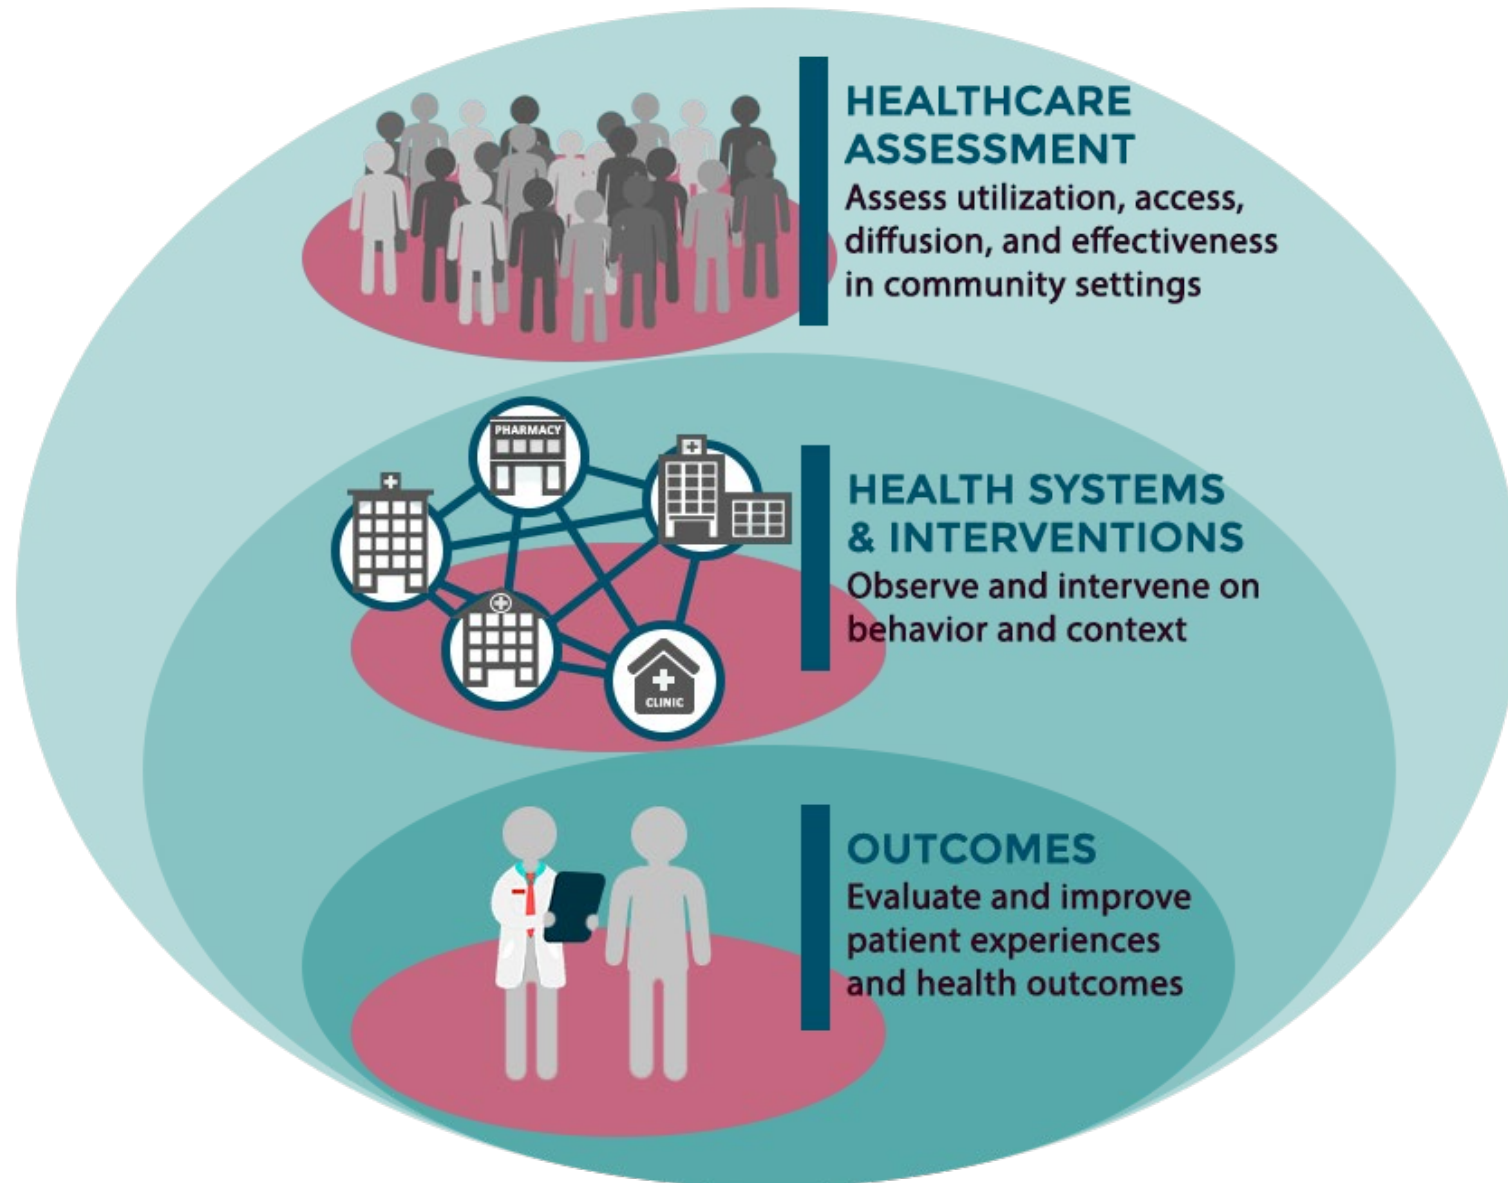 HEALTHCARE
ASSESSMENT
Assess utilization, access,
diffusion, and effectiveness
in community settings
PHARMACY
HEALTH SYSTEMS
& INTERVENTIONS
Observe and intervene on
behavior and context
CLINIC
OUTCOMES
Evaluate and improve
patient experiences
and health outcomes